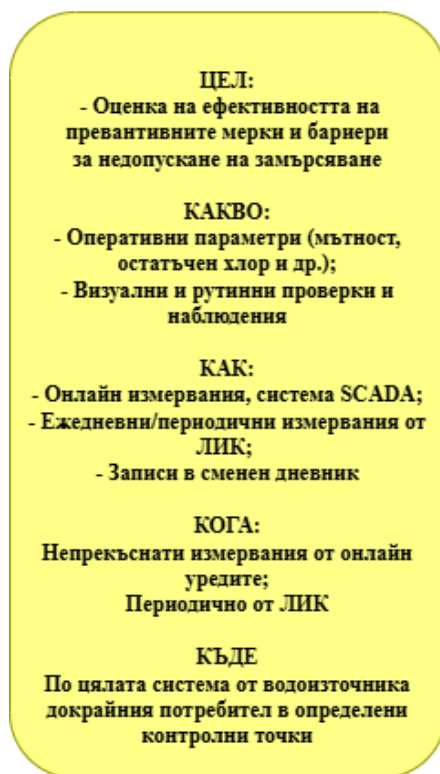 ЦЕЛ:
- Оценка на ефективността на
превантивните мерки и бариери
за недопускане на замърсяване
КАКВО:
- Оперативни параметри (мътност,
остатъчен хлор и др.);
- Визуални и рутинни проверки и
наблюдения
КАК:
- Онлайн измервания, система SCADA;
- Ежедневни/периодични измервания от
ЛИК;
- Записи в сменен дневник
КОГА:
Непрекъснати измервания от онлайн
уредите;
Периодично от ЛИК
КЪДЕ
По цялата система от водоизточника
докрайния потребител в определени
контролни точки